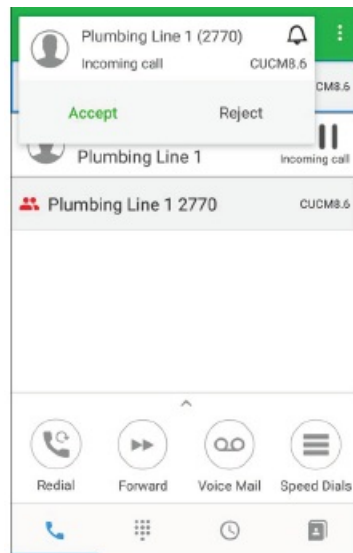 Plumbing Line 1 (2770)
Incoming call CUCM8.6
Accept Reject
CM8.6
Plumbing Line 1 Incoming call
Plumbing Line 1 2770 CUCM8.6
Redial Forward Voice Mail Speed Dials